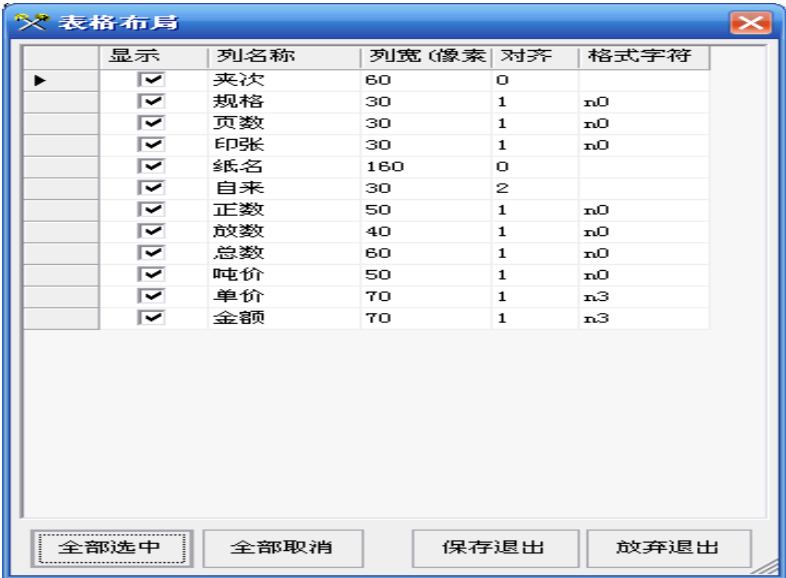 表格布局
显示 列名称 列宽(像素 对齐 格式字符
夹次 60 0
规格 30 1 n0
页数 30 1 n0
印张 30 1 n0
纸名 160 0
自来 30 2
正数 50 1 n0
放数 40 1 n0
总数 60 1 n0
吨价 50 1 n0
单价 70 1 n3
金额 70 1 n3
全部选中 全部取消 保存退出 放弃退出